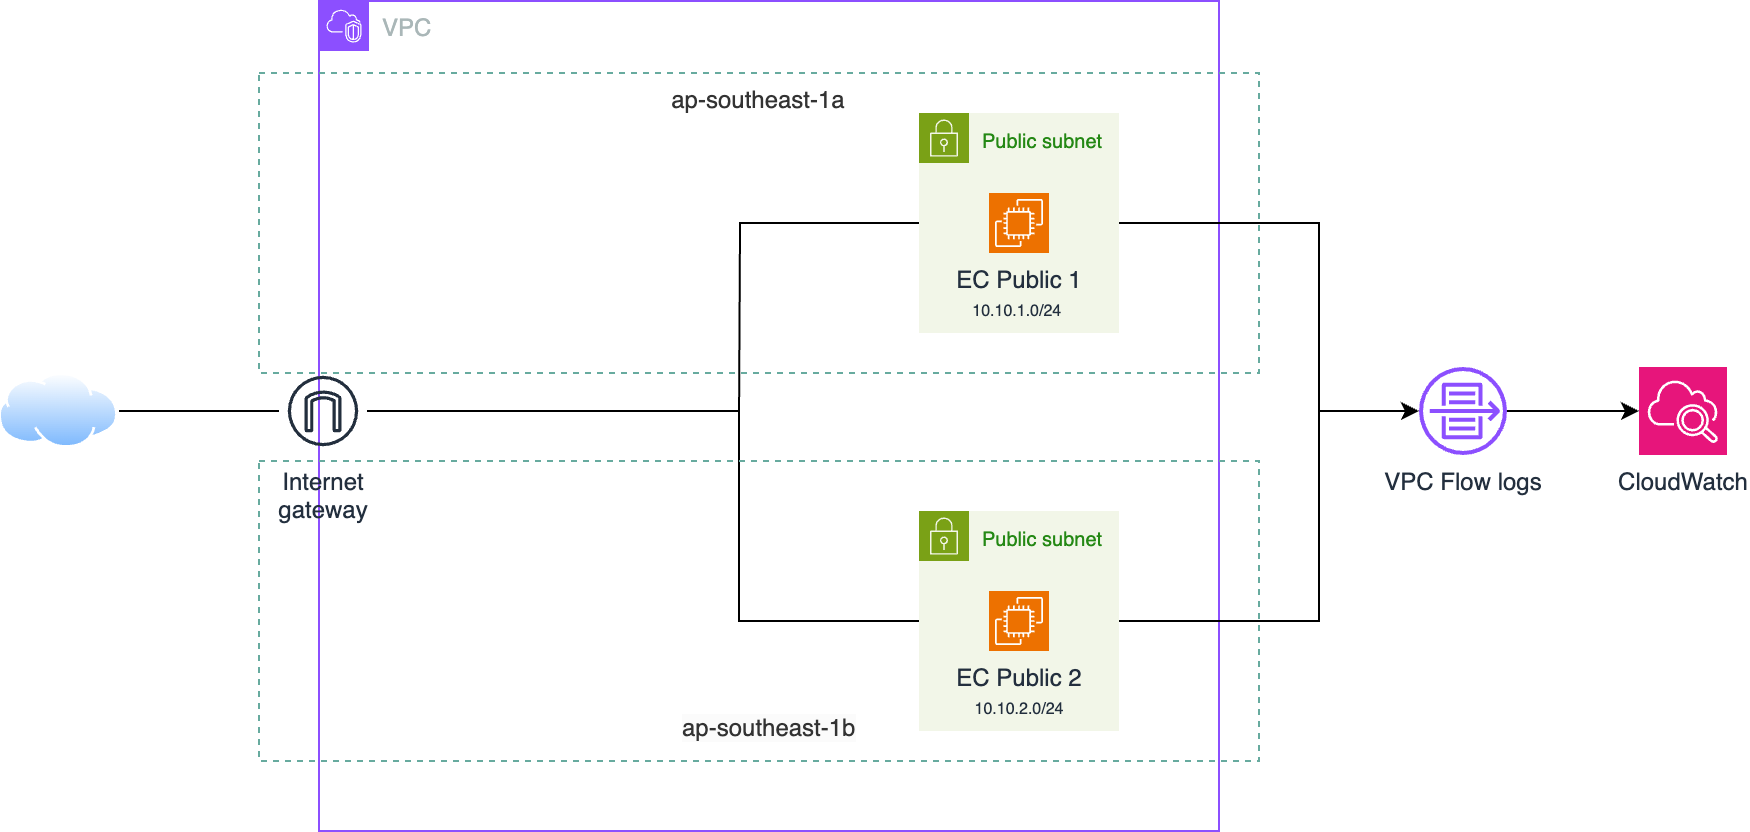 VPC
ap-southeast-1a
Public subnet
EC Public 1
10.10.1.0/24
Internet
gateway
VPC Flow logs
CloudWatch
Public subnet
EC Public 2
10.10.2.0/24
ap-southeast-1b